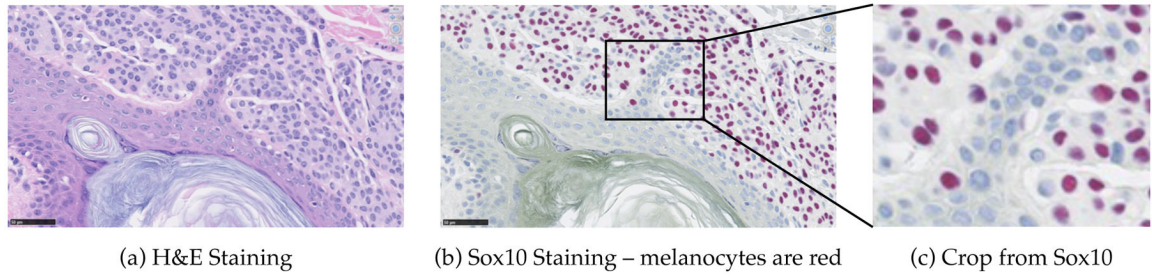 (a) H&E Staining
(b) Sox10 Staining – melanocytes are red
(c) Crop from Sox10